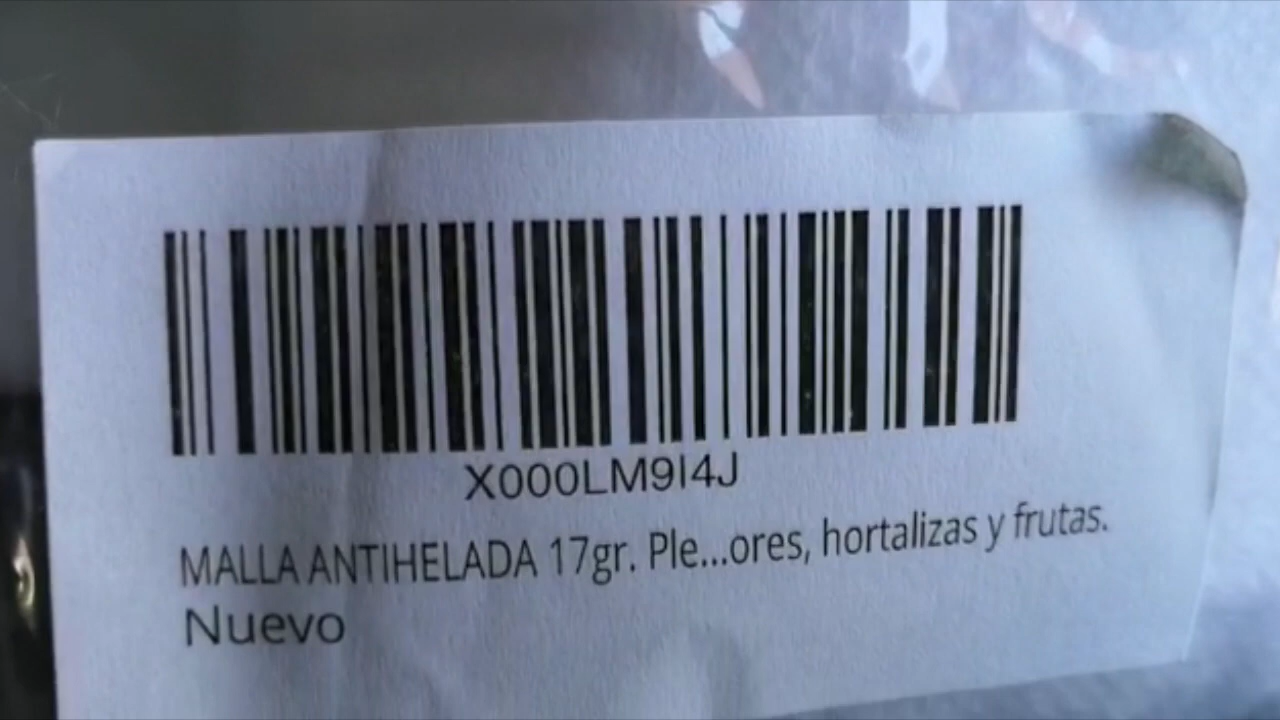 X000LM9I4J
MALLA ANTIHELADA 17gr. Ple...ores, hortalizas y frutas.
Nuevo